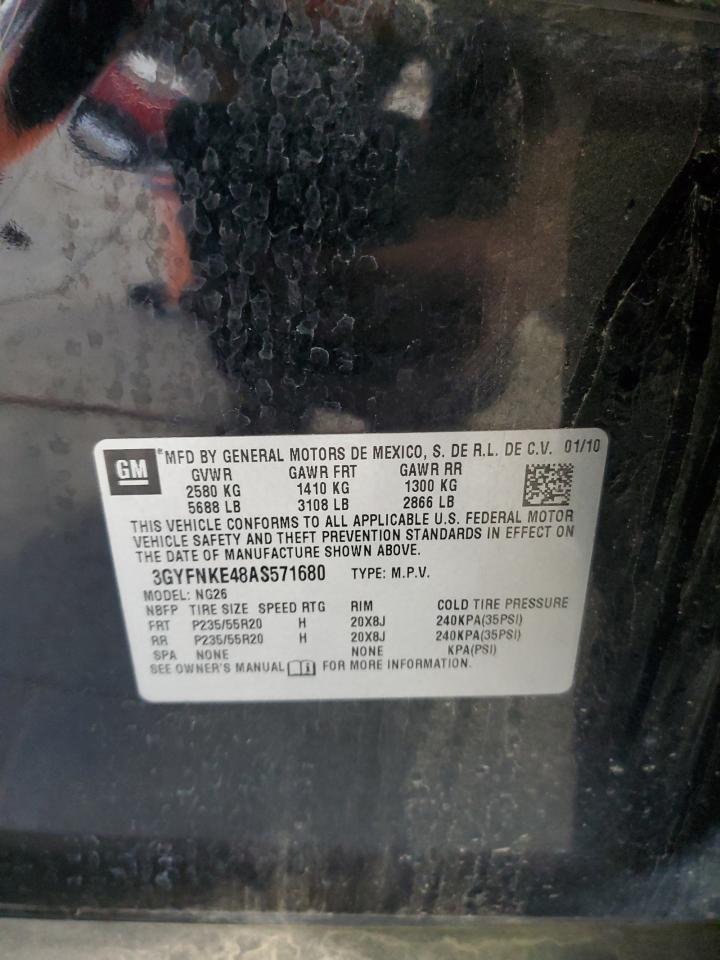 GM
*MFD BY GENERAL MOTORS DE MEXICO, S. DE R.L. DE C.V. 01/10
GVWR GAWR FRT GAWR RR
2580 KG 1410 KG 1300 KG
5688 LB 3108 LB 2866 LB
THIS VEHICLE CONFORMS TO ALL APPLICABLE U.S. FEDERAL MOTOR
VEHICLE SAFETY AND THEFT PREVENTION STANDARDS IN EFFECT ON
THE DATE OF MANUFACTURE SHOWN ABOVE.
3GYFNKE48AS571680 TYPE: M.P.V.
MODEL: NG26
NBFP TIRE SIZE SPEED RTG RIM COLD TIRE PRESSURE
FRT P235/55R20 H 20X8J 240KPA(35PSI)
RR P235/55R20 H 20X8J 240KPA(35PSI)
SPA NONE NONE KPA(PSI)
SEE OWNER'S MANUAL FOR MORE INFORMATION.